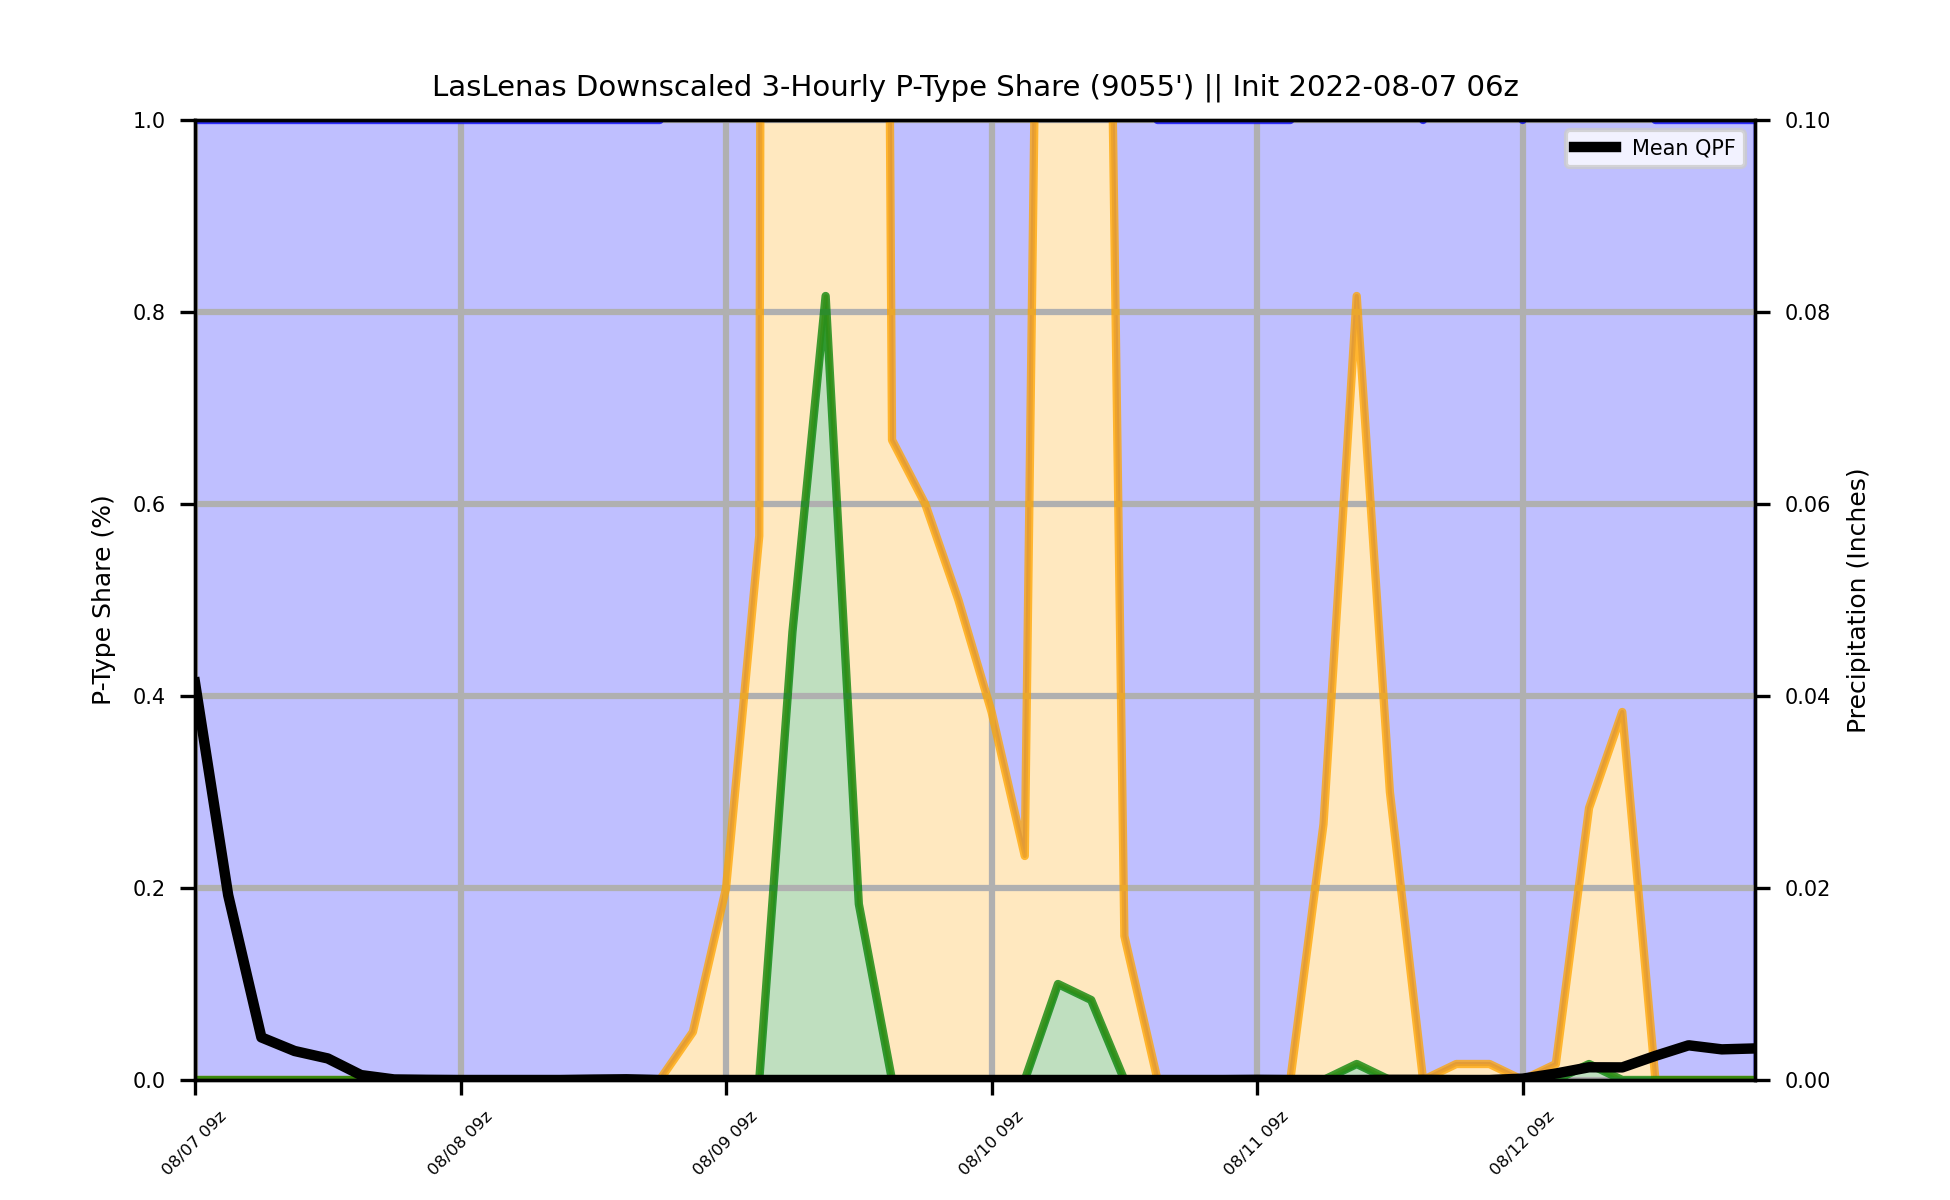 LasLenas Downscaled 3-Hourly P-Type Share (9055') || Init 2022-08-07 06z
Mean QPF
P-Type Share (%)
1.0
0.8
0.6
0.4
0.2
0.0
0.10
0.08
0.06
0.04
0.02
0.00
Precipitation (Inches)
08/07 09z
08/08 09z
08/09 09z
08/10 09z
08/11 09z
08/12 09z